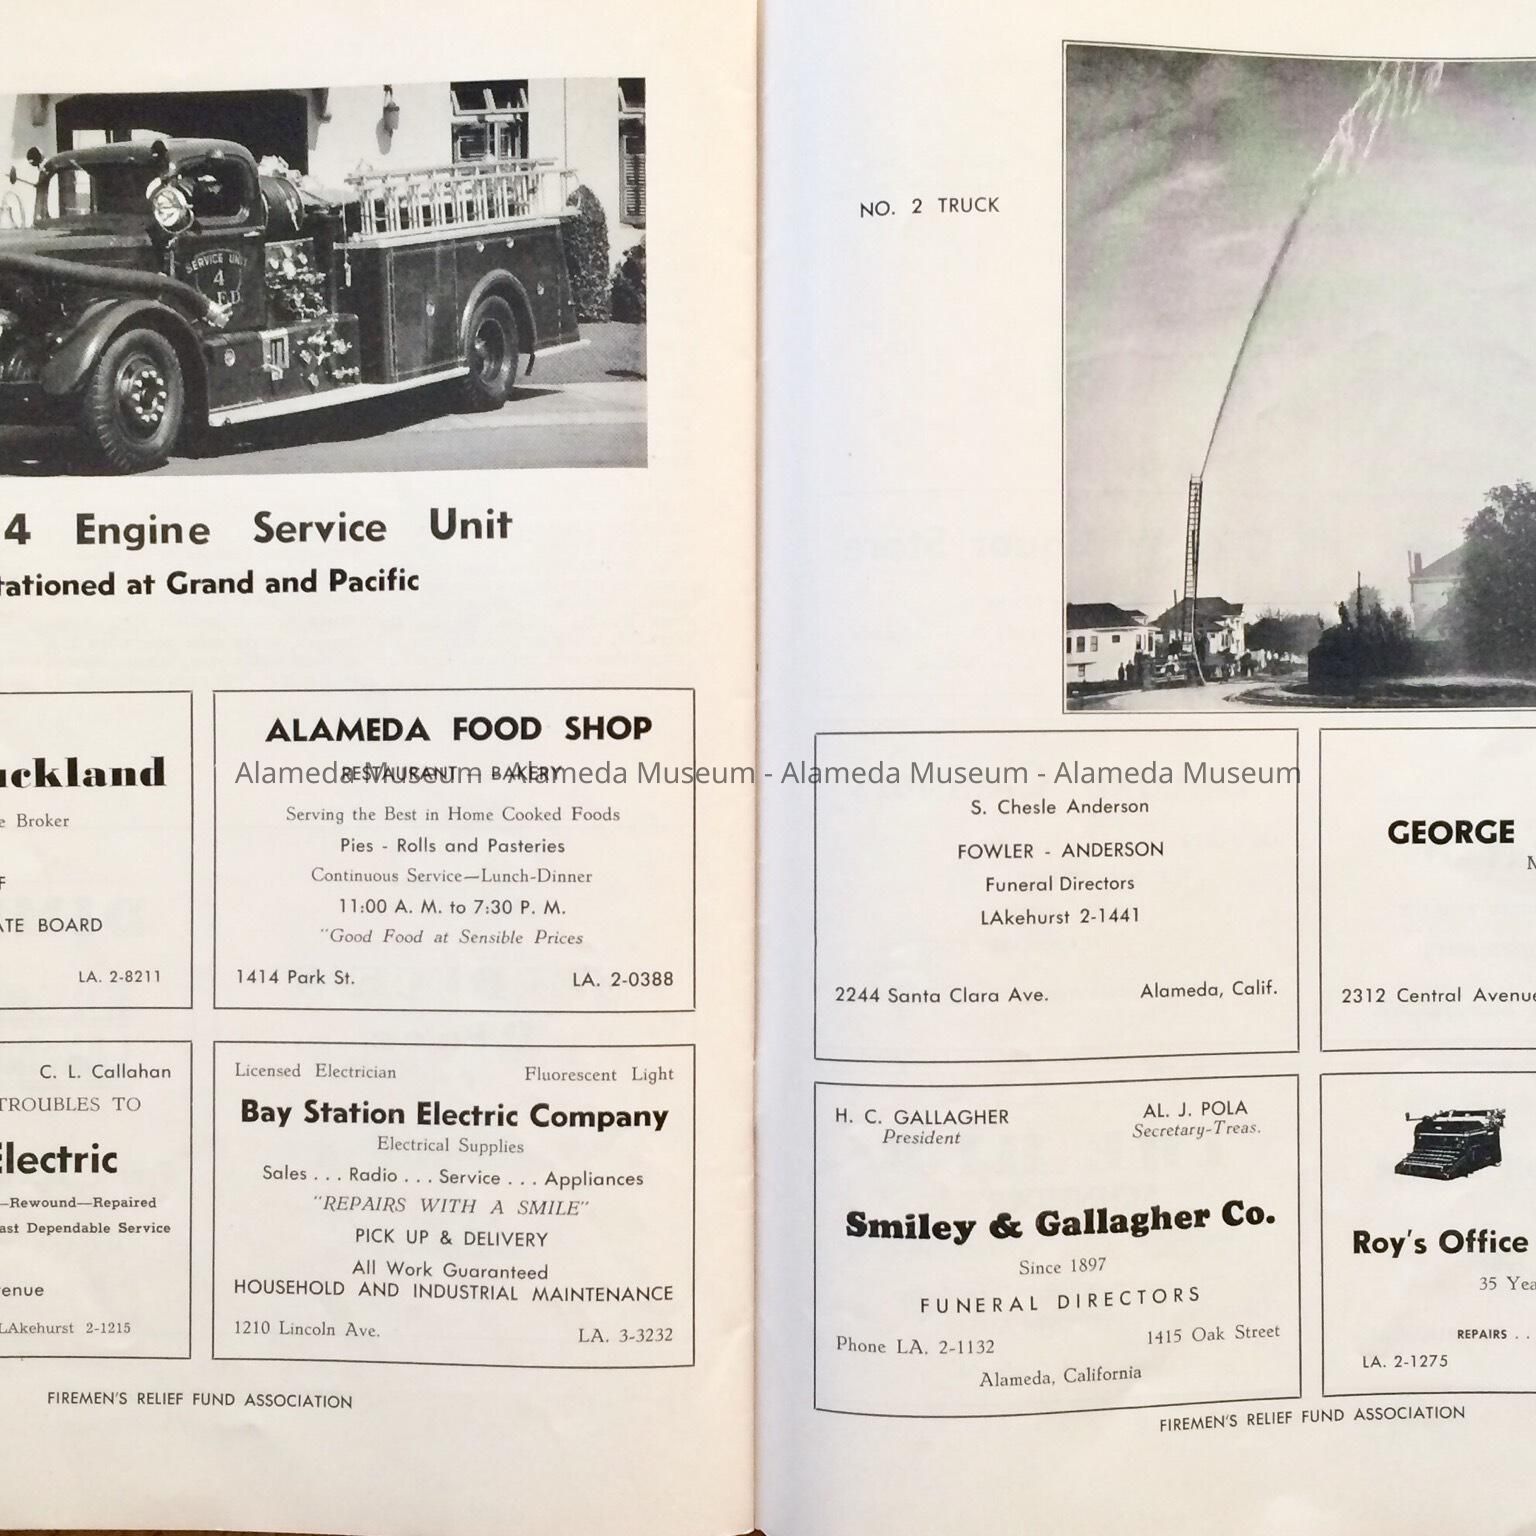 SERVICE UNIT
4
F.D.
4 Engine Service Unit
tationed at Grand and Pacific
uckland
e Broker
F
ATE BOARD
LA. 2-8211
ALAMEDA FOOD SHOP
RESTAURANT - BAKERY
Serving the Best in Home Cooked Foods
Pies - Rolls and Pasteries
Continuous Service—Lunch-Dinner
11:00 A. M. to 7:30 P. M.
"Good Food at Sensible Prices
1414 Park St. LA. 2-0388
C. L. Callahan
TROUBLES TO
Electric
—Rewound—Repaired
ast Dependable Service
enue
LAkehurst 2-1215
Licensed Electrician Fluorescent Light
Bay Station Electric Company
Electrical Supplies
Sales . . . Radio . . . Service . . . Appliances
"REPAIRS WITH A SMILE"
PICK UP & DELIVERY
All Work Guaranteed
HOUSEHOLD AND INDUSTRIAL MAINTENANCE
1210 Lincoln Ave. LA. 3-3232
FIREMEN'S RELIEF FUND ASSOCIATION
NO. 2 TRUCK
Alameda Museum - Alameda Museum - Alameda Museum - Alameda Museum
S. Chesle Anderson
FOWLER - ANDERSON
Funeral Directors
LAkehurst 2-1441
2244 Santa Clara Ave. Alameda, Calif.
GEORGE
2312 Central Avenue
H. C. GALLAGHER AL. J. POLA
President Secretary-Treas.
Smiley & Gallagher Co.
Since 1897
FUNERAL DIRECTORS
Phone LA. 2-1132 1415 Oak Street
Alameda, California
Roy's Office
35 Yea
REPAIRS . .
LA. 2-1275
FIREMEN'S RELIEF FUND ASSOCIATION